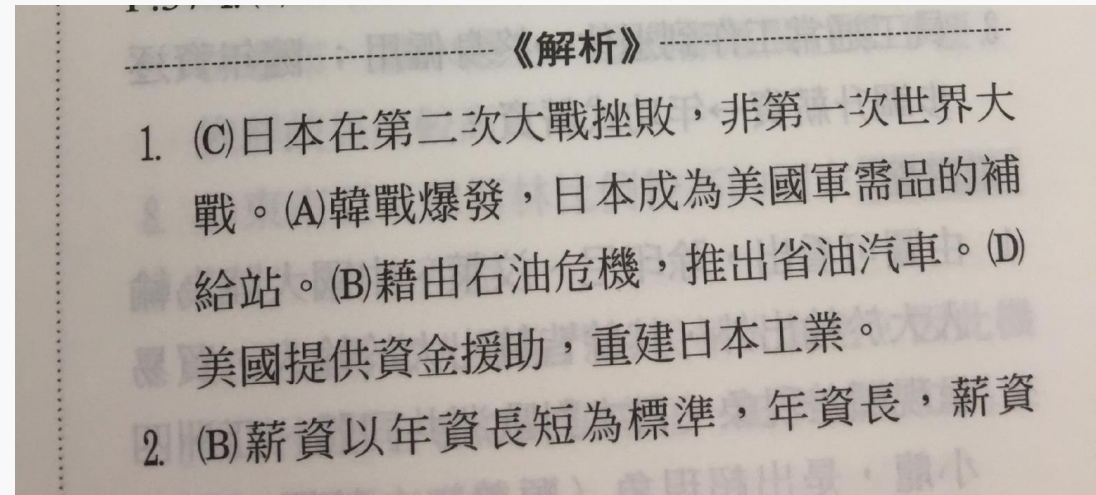 《解析》
1. (C)日本在第二次大戰挫敗，非第一次世界大
戰。(A)韓戰爆發，日本成為美國軍需品的補
給站。(B)藉由石油危機，推出省油汽車。(D)
美國提供資金援助，重建日本工業。
2. (B)薪資以年資長短為標準，年資長，薪資